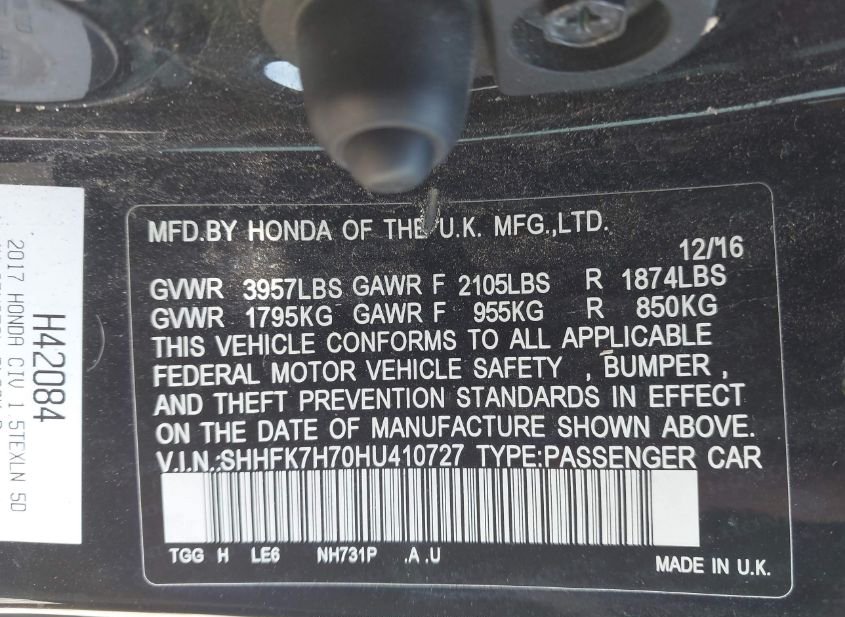 MFD.BY HONDA OF THE U.K. MFG.,LTD.
12/16
GVWR 3957LBS GAWR F 2105LBS R 1874LBS
GVWR 1795KG GAWR F 955KG R 850KG
THIS VEHICLE CONFORMS TO ALL APPLICABLE
FEDERAL MOTOR VEHICLE SAFETY , BUMPER ,
AND THEFT PREVENTION STANDARDS IN EFFECT
ON THE DATE OF MANUFACTURE SHOWN ABOVE.
V.I.N.:SHHFK7H70HU410727 TYPE:PASSENGER CAR
TGG H LE6 NH731P .A .U
MADE IN U.K.
H42084
2017 HONDA CIV 1.5TEXLN 5D